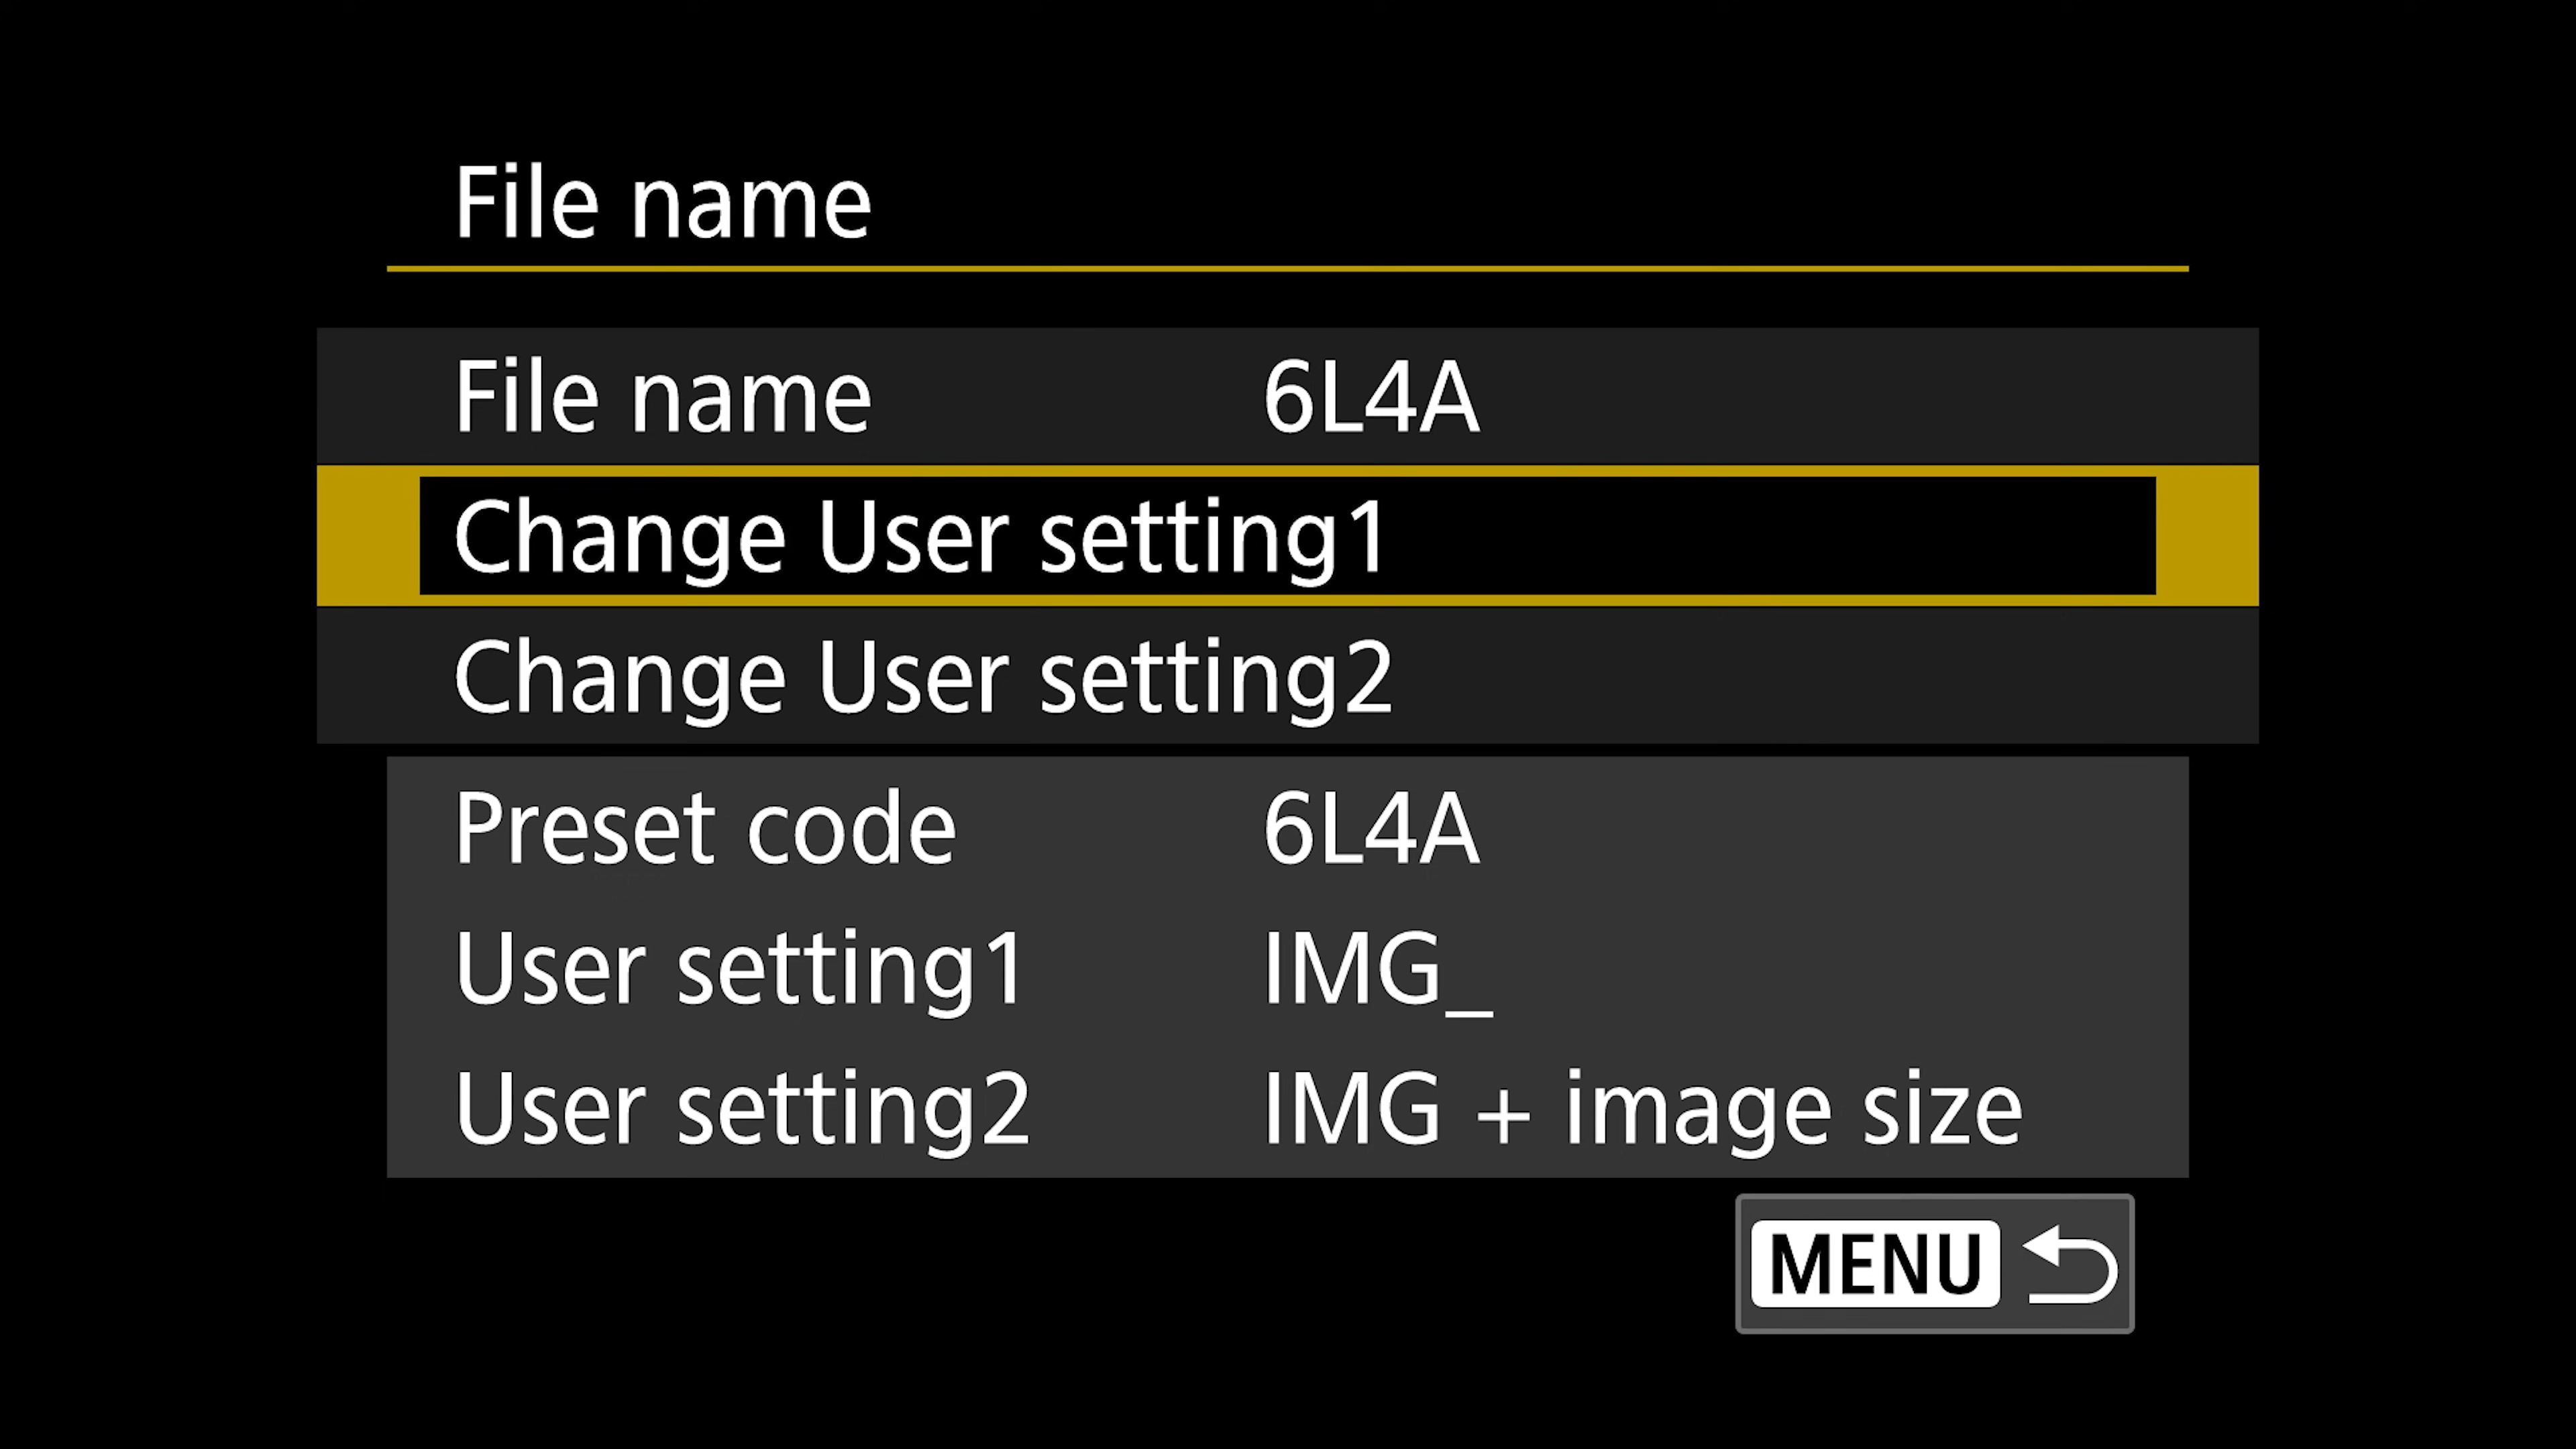 File name
File name 6L4A
Change User setting1
Change User setting2
Preset code 6L4A
User setting1 IMG_
User setting2 IMG + image size
MENU